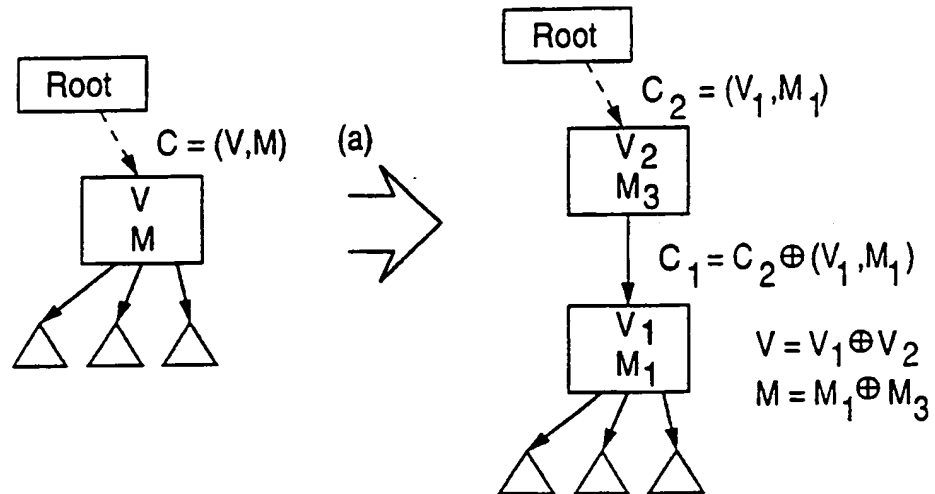 Root
C = (V,M)
V
M
(a)
Root
C₂ = (V₁,M₁)
V₂
M₃
C₁ = C₂ ⊕ (V₁,M₁)
V₁
M₁
V = V₁ ⊕ V₂
M = M₁ ⊕ M₃